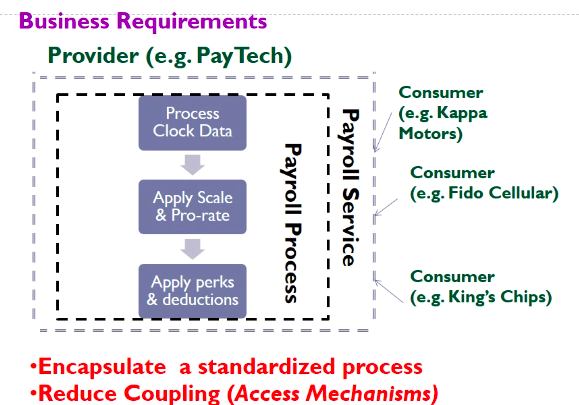 Business Requirements
Provider (e.g. PayTech)
Process
Clock Data
Apply Scale
& Pro-rate
Apply perks
& deductions
Payroll Process
Payroll Service
Consumer
(e.g. Kappa
Motors)
Consumer
(e.g. Fido Cellular)
Consumer
(e.g. King's Chips)
•Encapsulate a standardized process
•Reduce Coupling (Access Mechanisms)